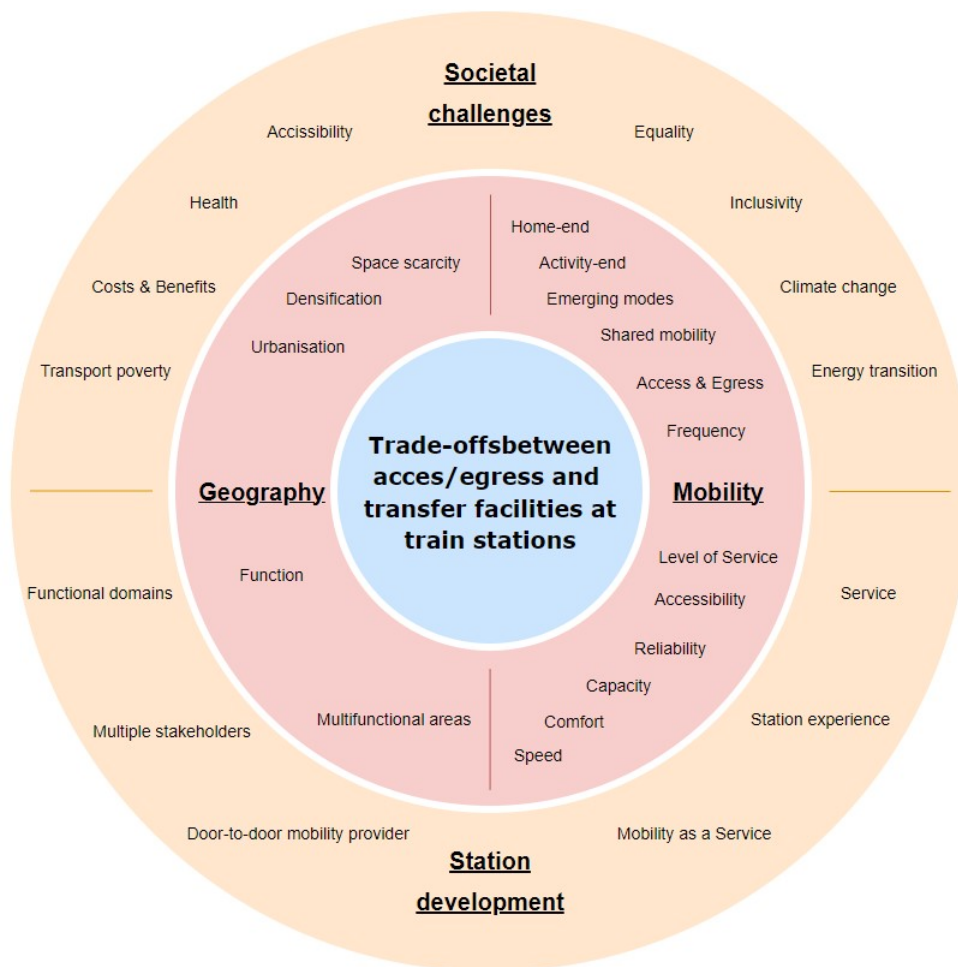 Societal
challenges
Accissibility
Equality
Health
Inclusivity
Home-end
Space scarcity
Activity-end
Costs & Benefits
Densification
Emerging modes
Climate change
Urbanisation
Shared mobility
Transport poverty
Access & Egress
Energy transition
Frequency
Trade-offsbetween
acces/egress and
transfer facilities at
train stations
Geography
Mobility
Level of Service
Function
Functional domains
Accessibility
Service
Reliability
Capacity
Multiple stakeholders
Multifunctional areas
Comfort
Station experience
Speed
Door-to-door mobility provider
Mobility as a Service
Station
development